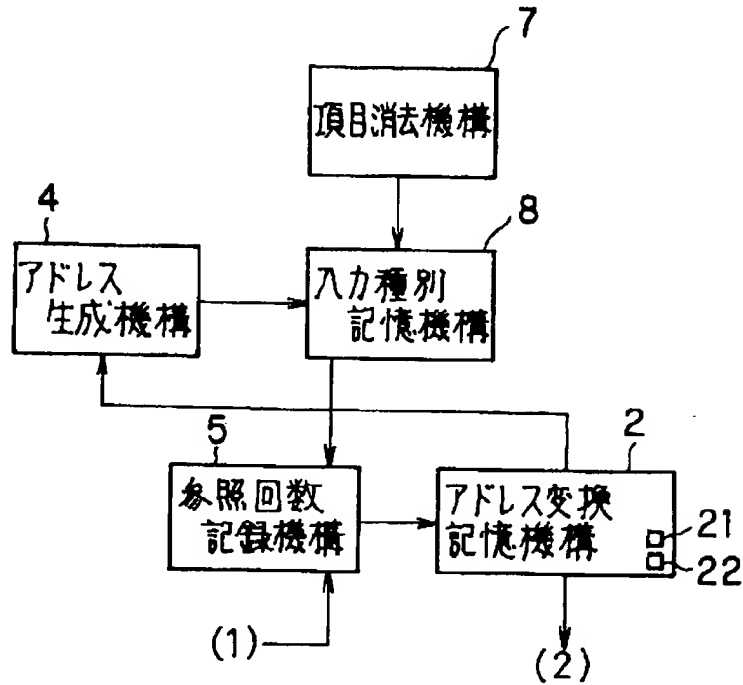 7
項目消去機構
4
8
アドレス
生成機構
入力種別
記憶機構
5
2
参照回数
記録機構
アドレス変換
記憶機構
21
22
(1)
(2)